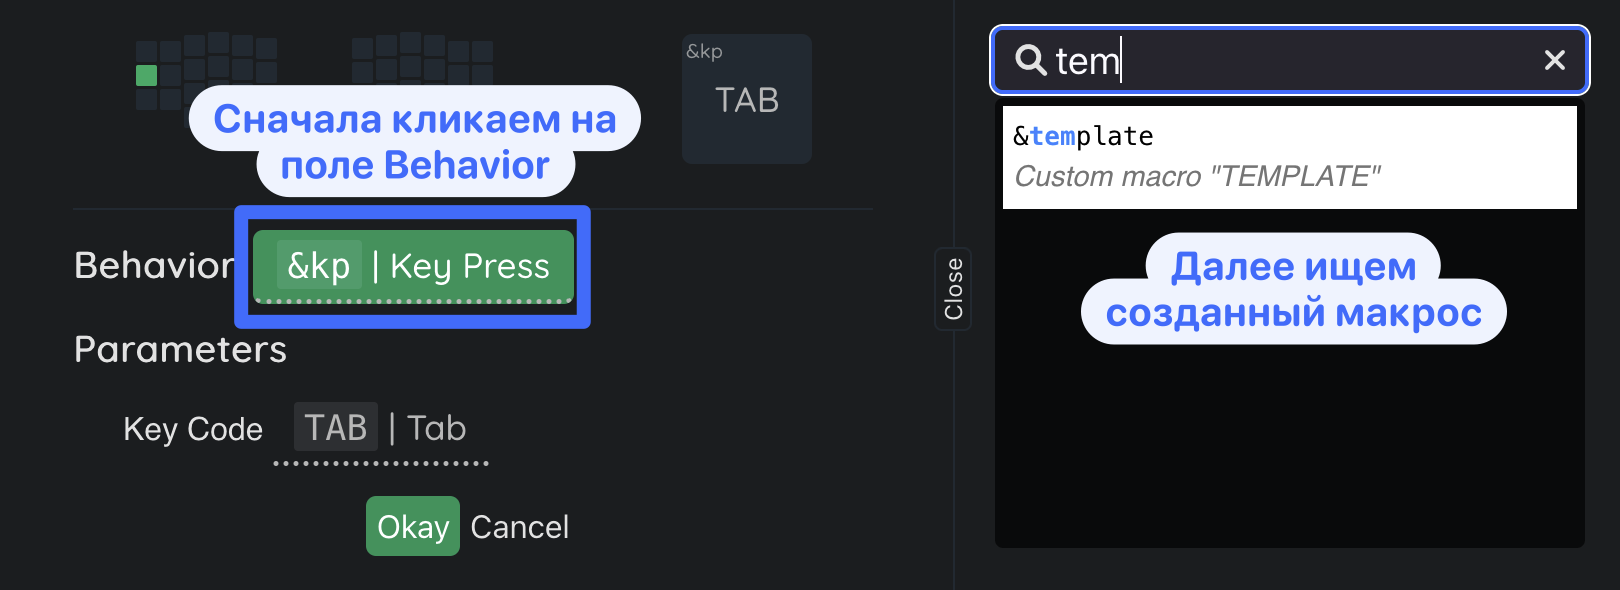 &kp
TAB
Сначала кликаем на
поле Behavior
Behavior
&kp | Key Press
Parameters
Key Code
TAB | Tab
Okay
Cancel
Close
tem
&template
Custom macro "TEMPLATE"
Далее ищем
созданный макрос